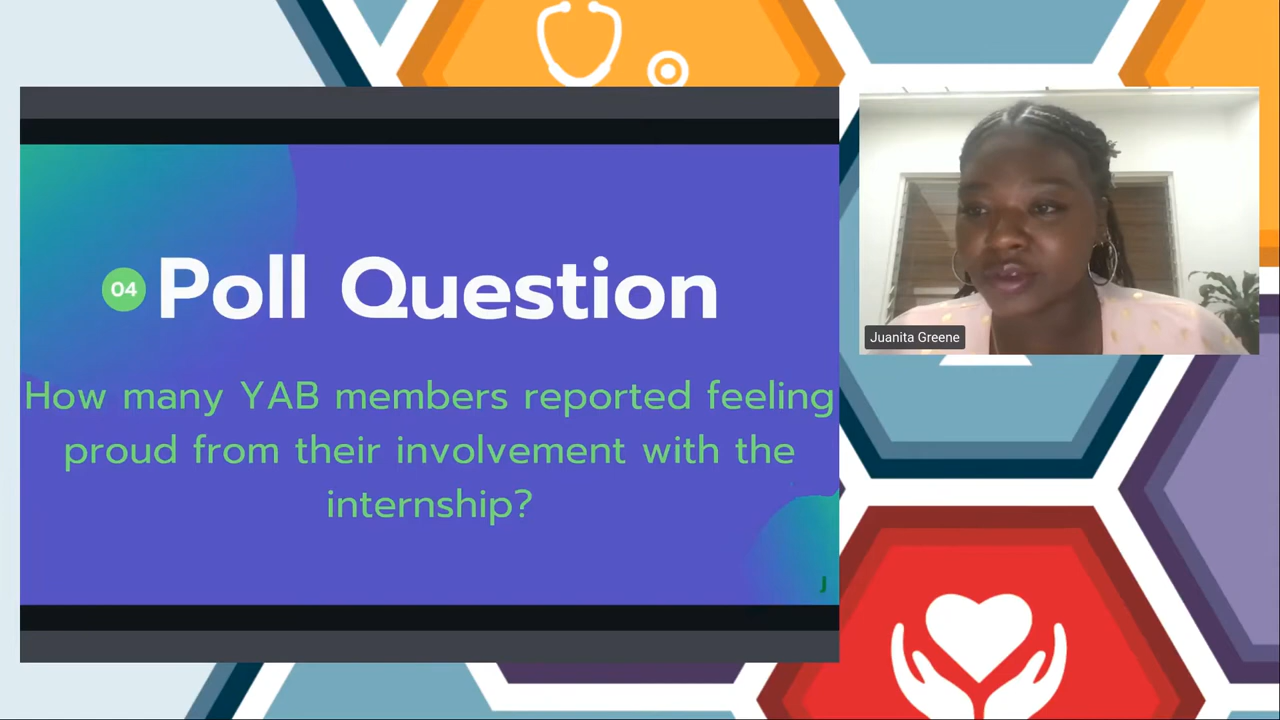 04 Poll Question
How many YAB members reported feeling
proud from their involvement with the
internship?
J
Juanita Greene